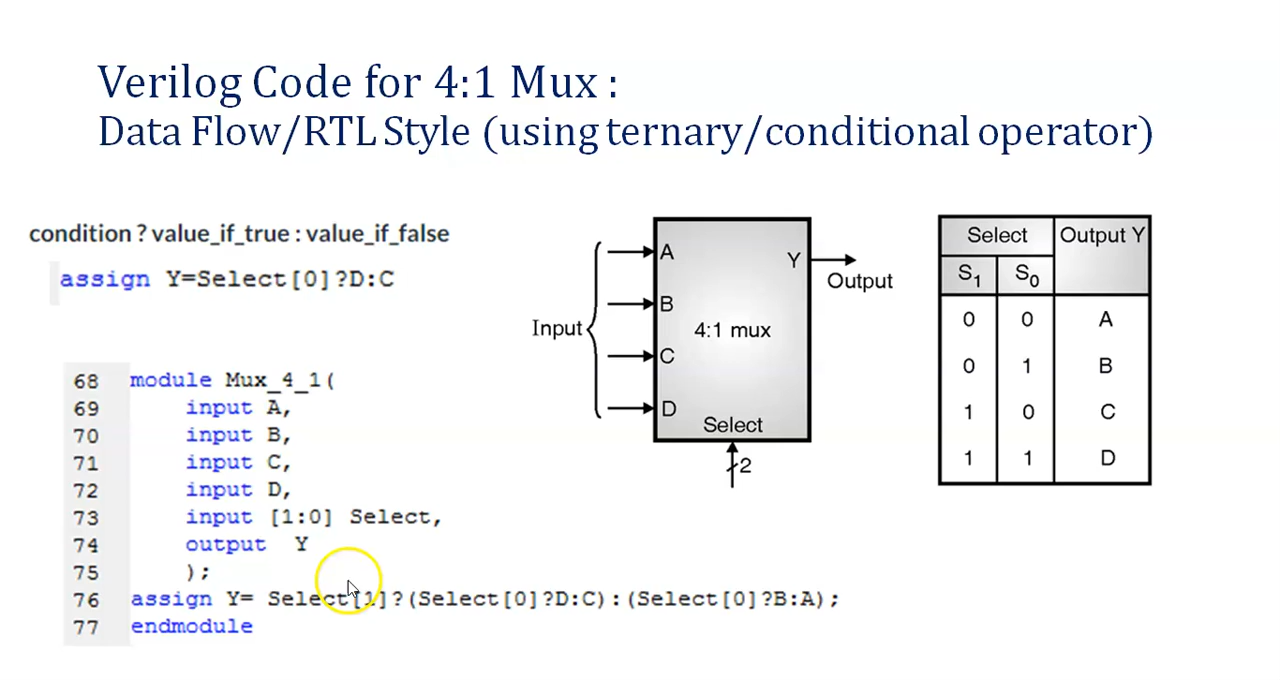 Verilog Code for 4:1 Mux :
Data Flow/RTL Style (using ternary/conditional operator)
condition ? value_if_true : value_if_false
assign Y=Select[0]?D:C
68 module Mux_4_1(
69 input A,
70 input B,
71 input C,
72 input D,
73 input [1:0] Select,
74 output Y
75 );
76 assign Y= Select[1]?(Select[0]?D:C):(Select[0]?B:A);
77 endmodule
Input
A
B
C
D
4:1 mux
Select
2
Y
Output
Select Output Y
S1 S0
0 0 A
0 1 B
1 0 C
1 1 D